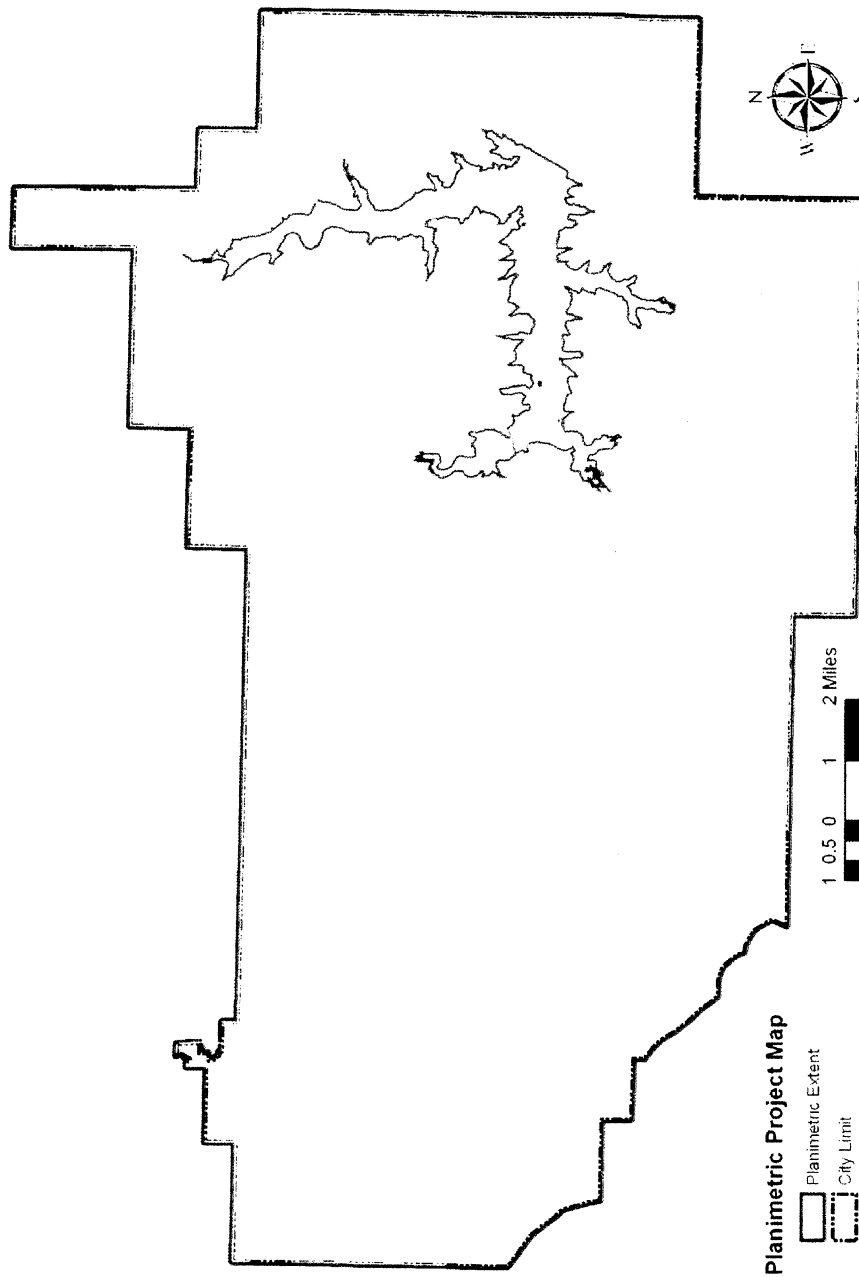 N
W E
1 0.5 0 1 2 Miles
Planimetric Project Map
Planimetric Extent
City Limit